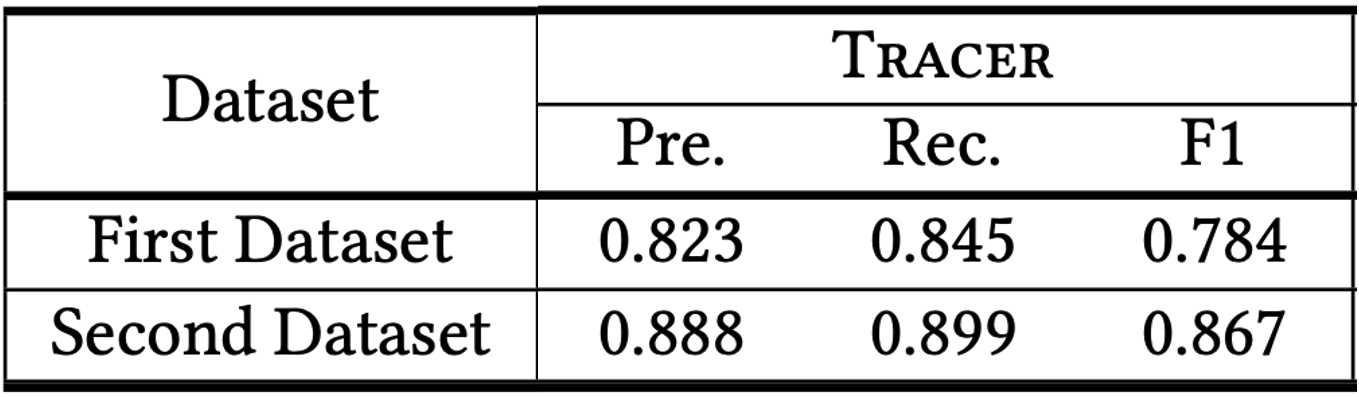 Dataset
TRACER
Pre. Rec. F1
First Dataset 0.823 0.845 0.784
Second Dataset 0.888 0.899 0.867